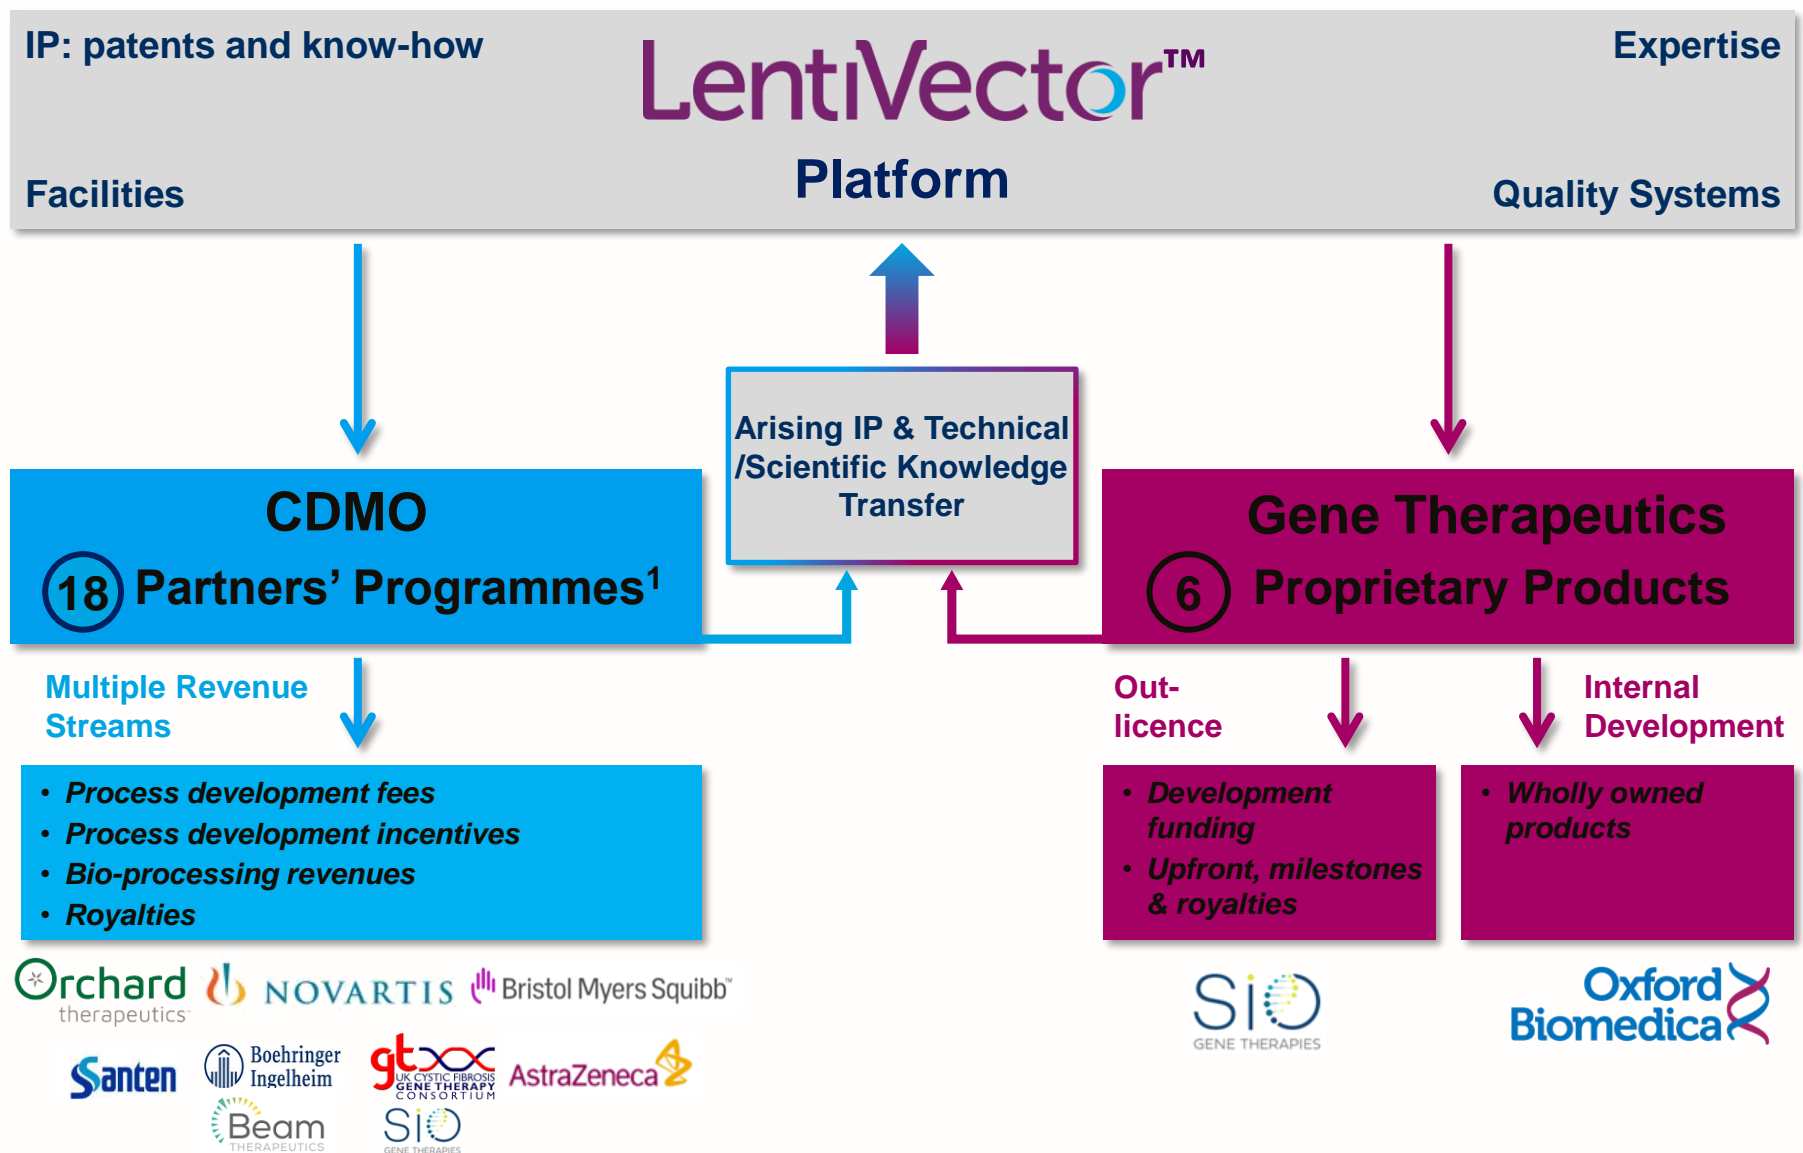 IP: patents and know-how
LentiVector™
Expertise
Facilities
Platform
Quality Systems
Arising IP & Technical
/Scientific Knowledge
Transfer
CDMO
18 Partners’ Programmes1
Gene Therapeutics
6 Proprietary Products
Multiple Revenue
Streams
Out-
licence
Internal
Development
• Process development fees
• Process development incentives
• Bio-processing revenues
• Royalties
• Development
funding
• Upfront, milestones
& royalties
• Wholly owned
products
Orchard
therapeutics
NOVARTIS
Bristol Myers Squibb™
Santen
Boehringer
Ingelheim
gt
UK CYSTIC FIBROSIS
GENE THERAPY
CONSORTIUM
AstraZeneca
Beam
THERAPEUTICS
SiO
GENE THERAPIES
SiO
GENE THERAPIES
Oxford
Biomedica